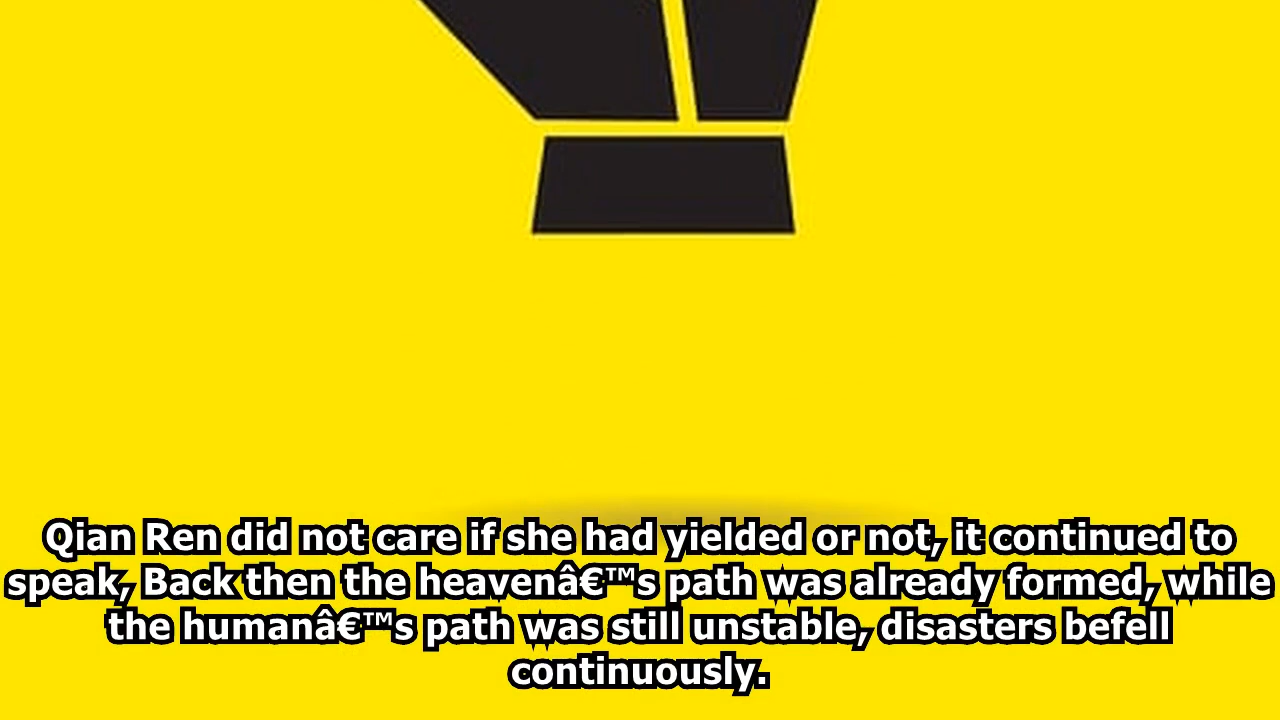 Qian Ren did not care if she had yielded or not, it continued to
speak, Back then the heavenâ€™s path was already formed, while
the humanâ€™s path was still unstable, disasters befell
continuously.